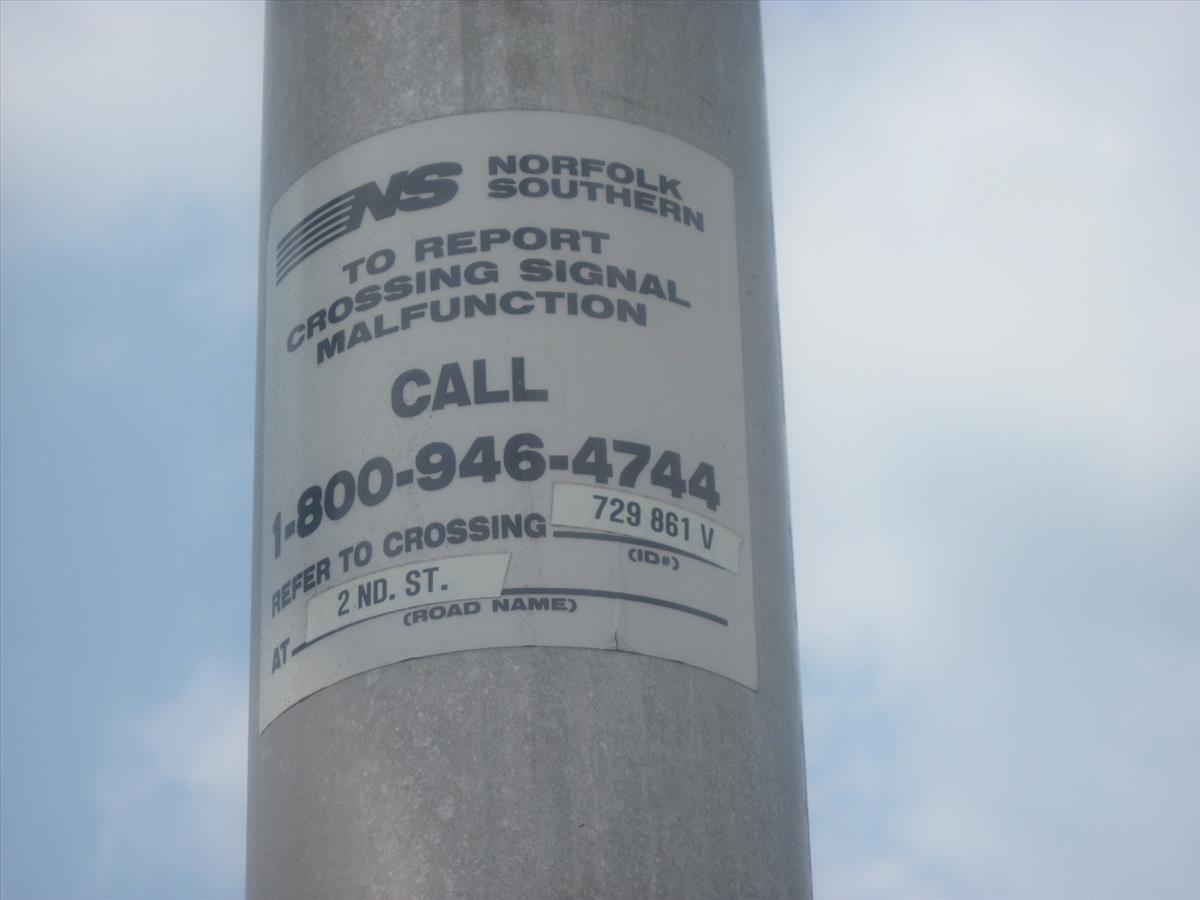 NS NORFOLK
SOUTHERN
TO REPORT
CROSSING SIGNAL
MALFUNCTION
CALL
1-800-946-4744
REFER TO CROSSING 729 861 V
(ID#)
AT 2 ND. ST.
(ROAD NAME)